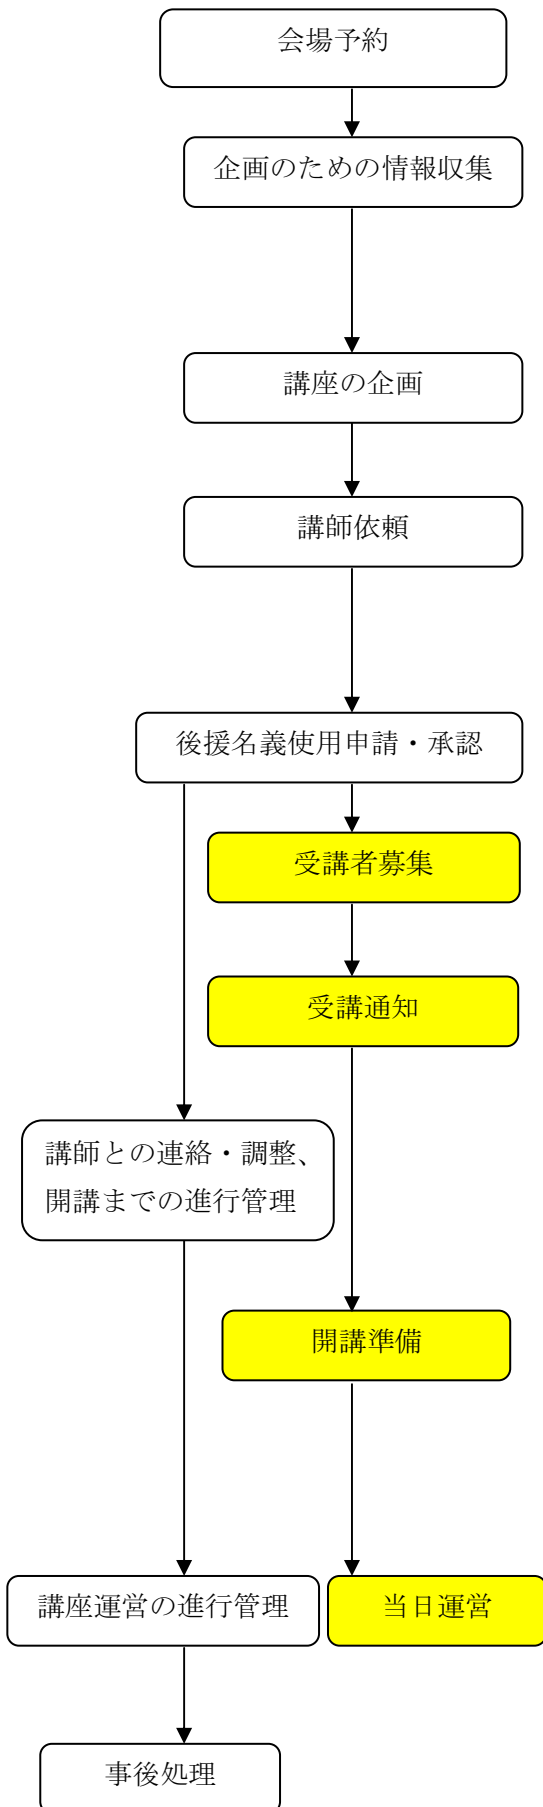 会場予約
企画のための情報収集
講座の企画
講師依頼
後援名義使用申請・承認
受講者募集
受講通知
講師との連絡・調整、
開講までの進行管理
開講準備
講座運営の進行管理
当日運営
事後処理